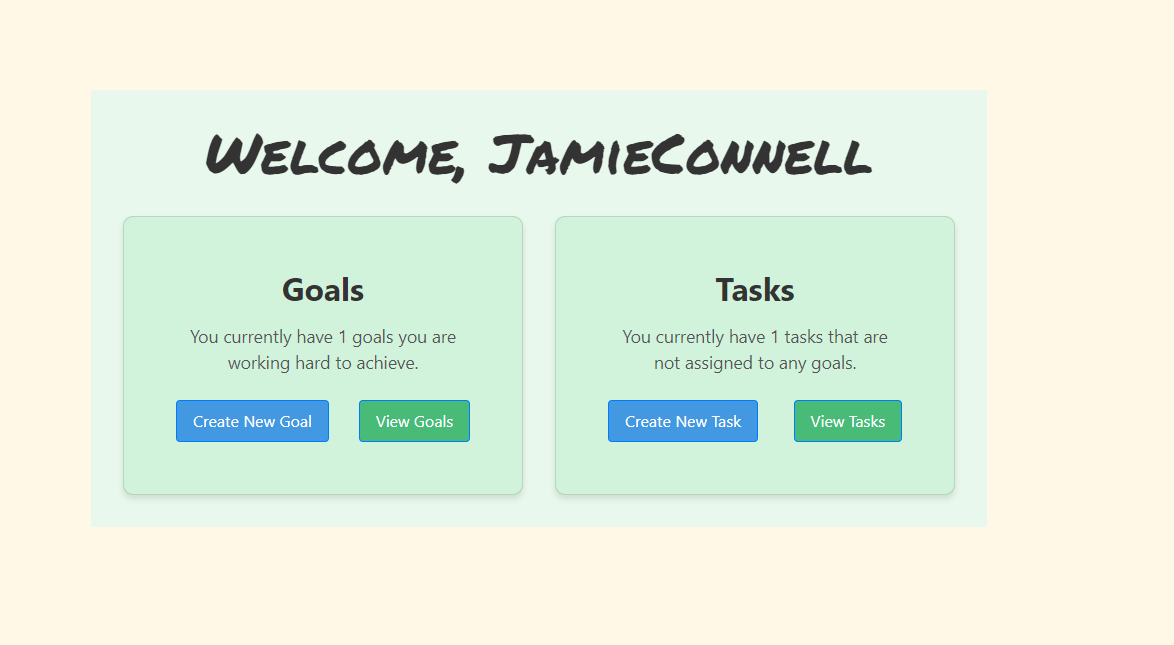 Welcome, JamieConnell
Goals
You currently have 1 goals you are
working hard to achieve.
Create New Goal
View Goals
Tasks
You currently have 1 tasks that are
not assigned to any goals.
Create New Task
View Tasks